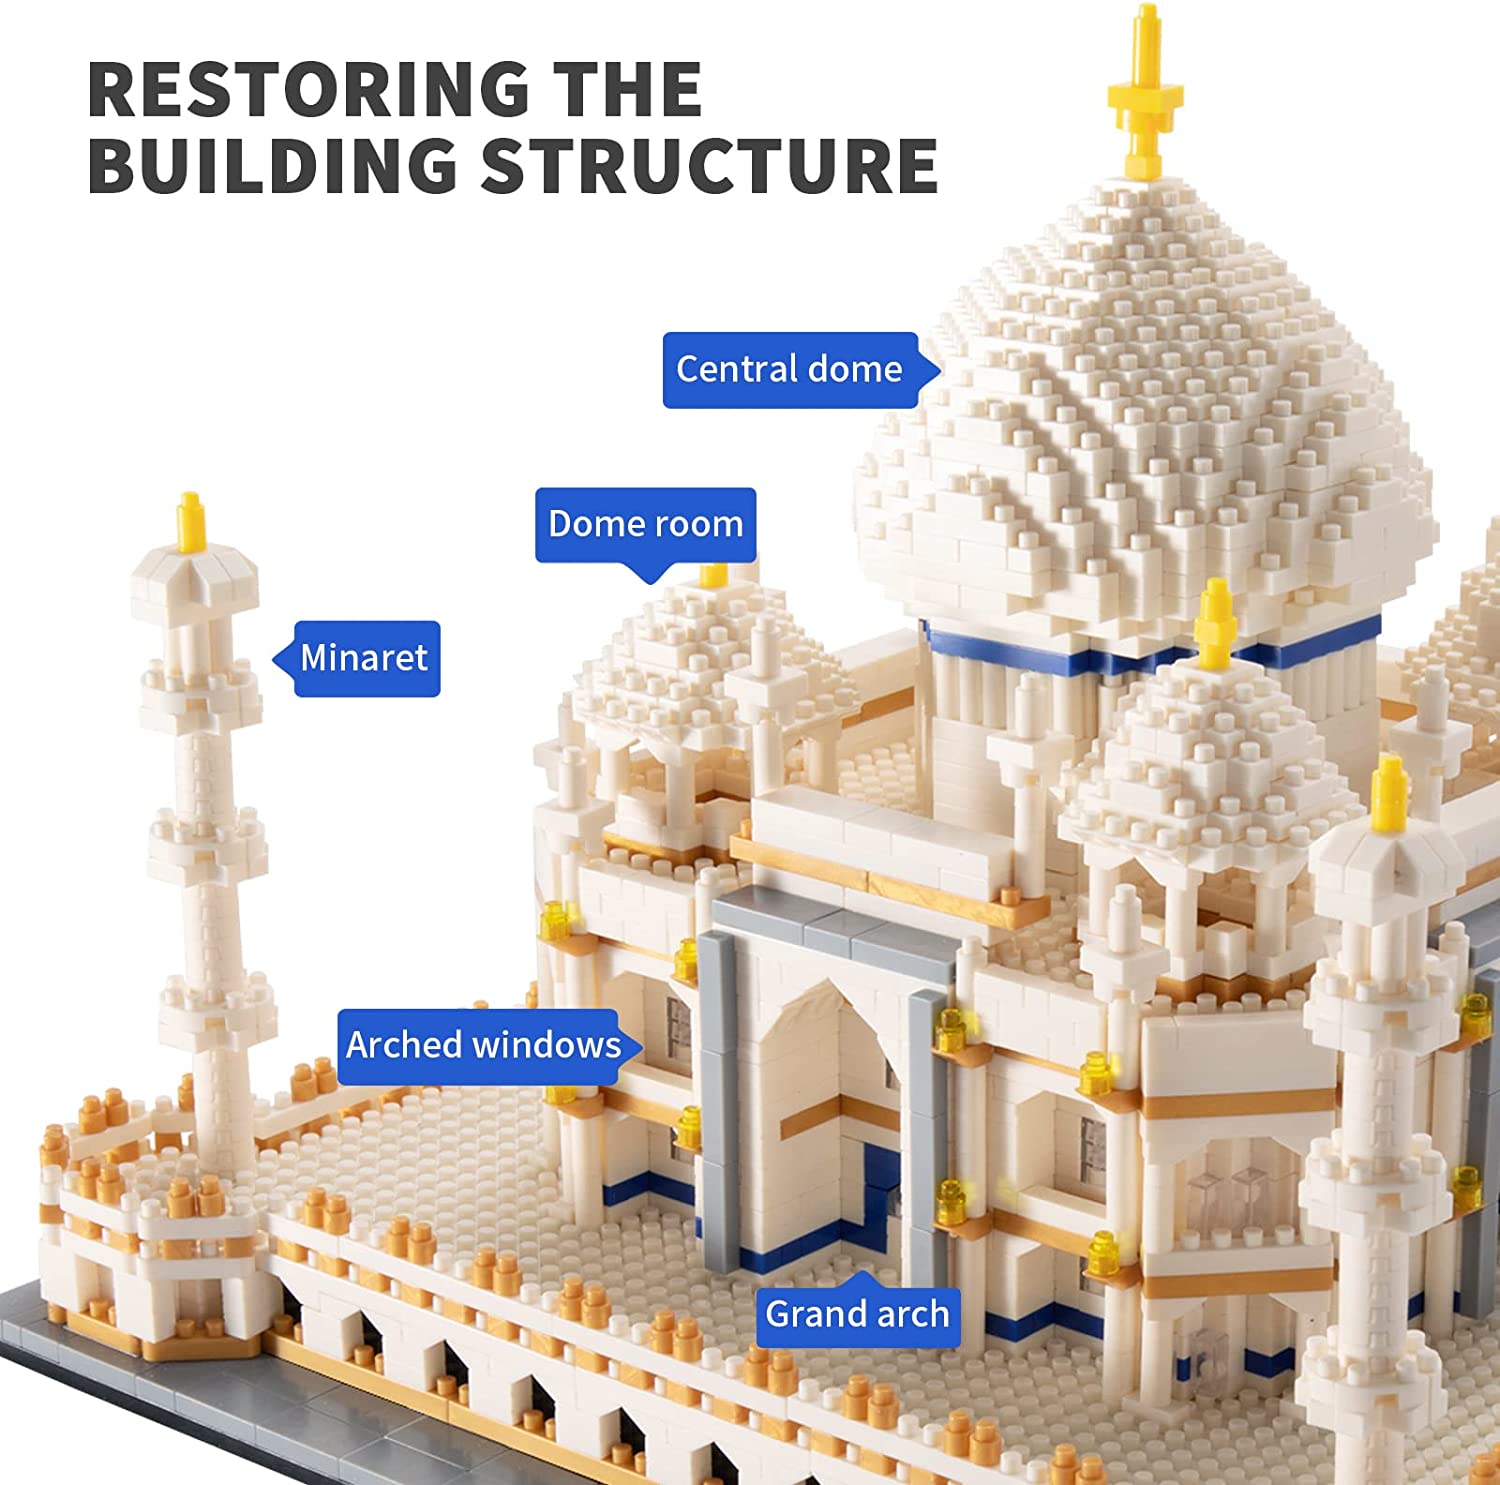 RESTORING THE
BUILDING STRUCTURE
Central dome
Dome room
Minaret
Arched windows
Grand arch